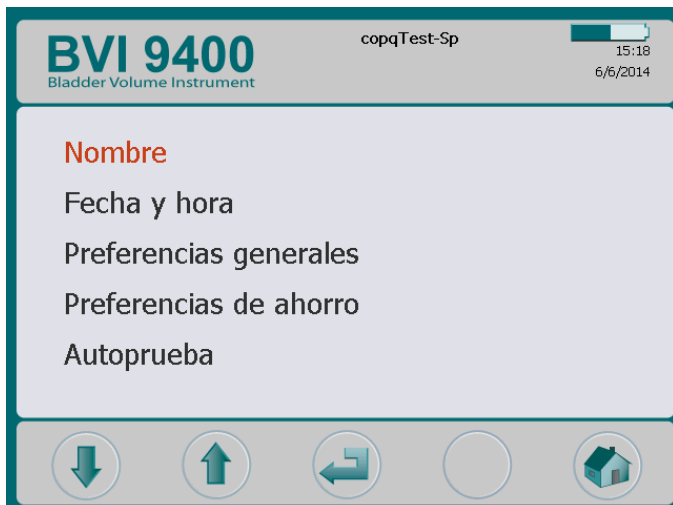 BVI 9400
Bladder Volume Instrument
copqTest-Sp
15:18
6/6/2014
Nombre
Fecha y hora
Preferencias generales
Preferencias de ahorro
Autoprueba